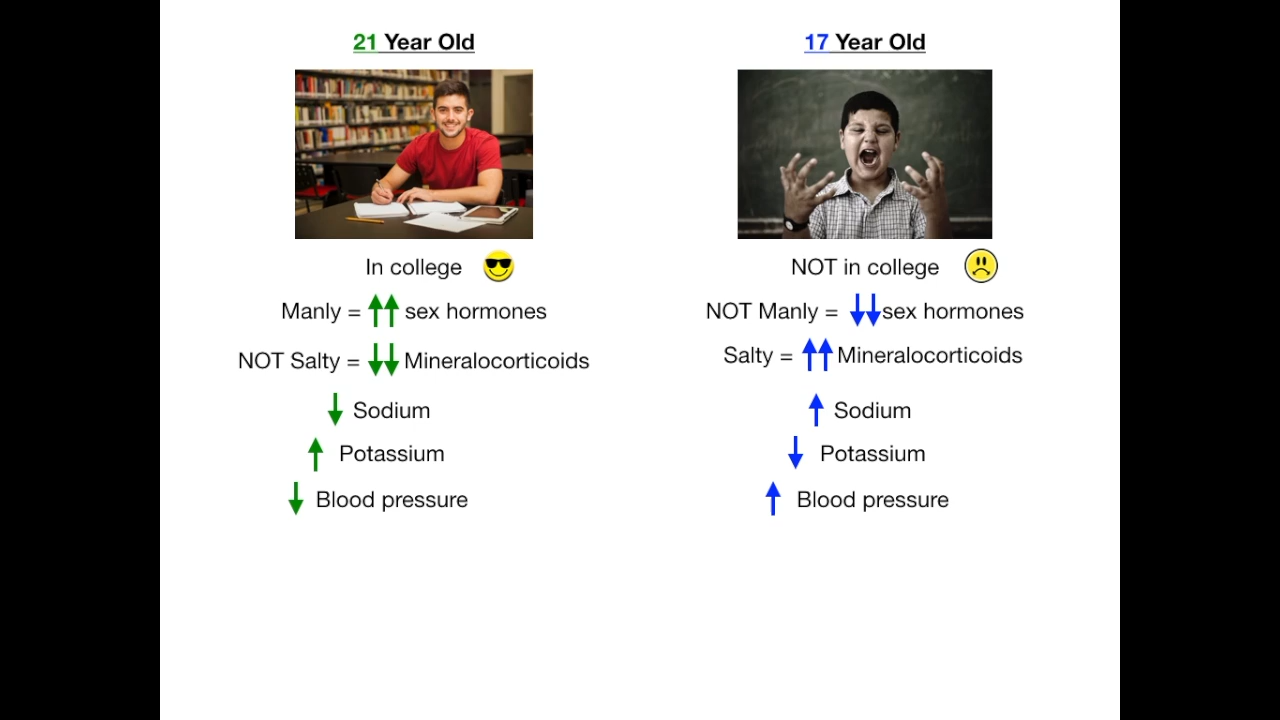 21 Year Old
In college
Manly = ↑↑ sex hormones
NOT Salty = ↓↓ Mineralocorticoids
↓ Sodium
↑ Potassium
↓ Blood pressure
17 Year Old
NOT in college
NOT Manly = ↓↓ sex hormones
Salty = ↑↑ Mineralocorticoids
↑ Sodium
↓ Potassium
↑ Blood pressure